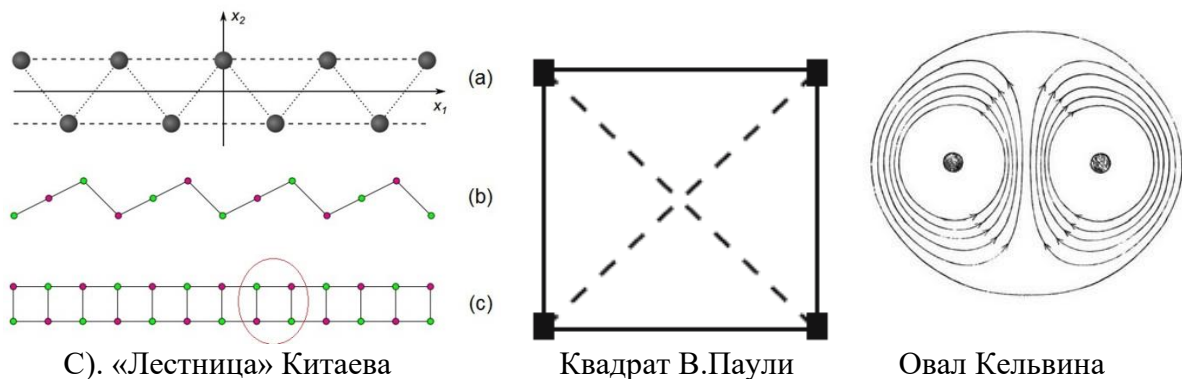 x₂
(a)
x₁
(b)
(c)
С). «Лестница» Китаева
Квадрат В.Паули
Овал Кельвина